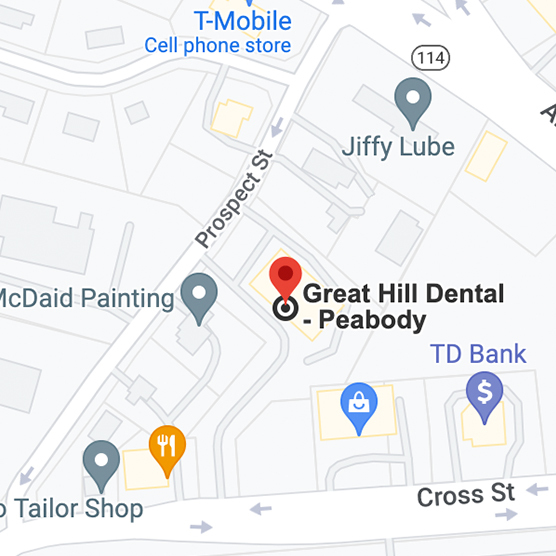 T-Mobile
Cell phone store
114
Jiffy Lube
Prospect St
McDaid Painting
Great Hill Dental
- Peabody
TD Bank
$
Cross St
Tailor Shop